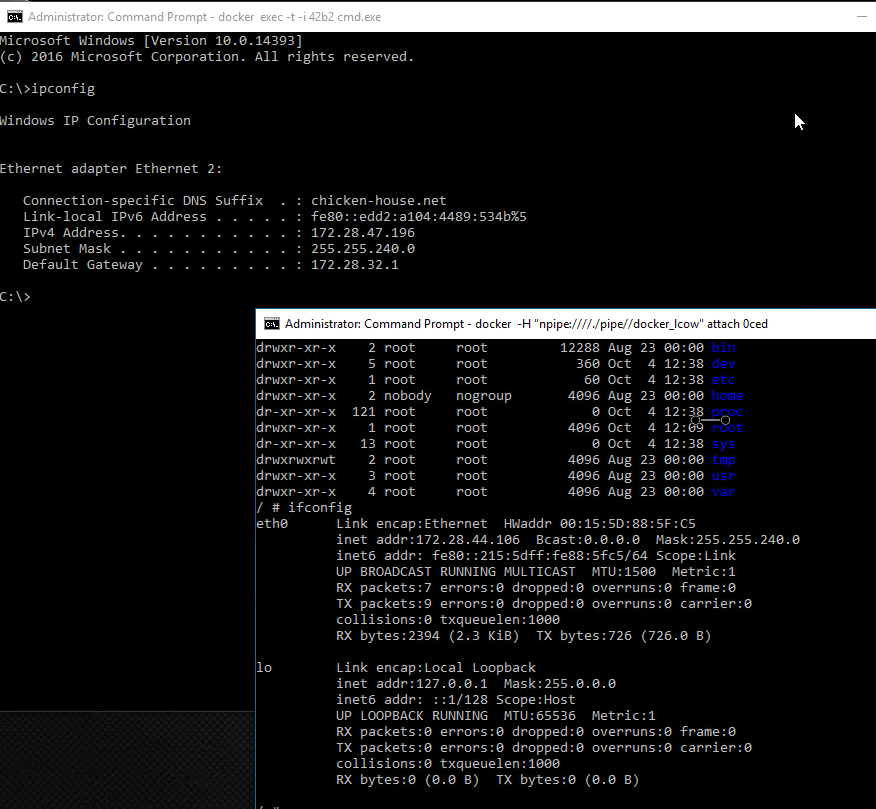 Administrator: Command Prompt - docker  exec -t -i 42b2 cmd.exe
Microsoft Windows [Version 10.0.14393]
(c) 2016 Microsoft Corporation. All rights reserved.

C:\>ipconfig

Windows IP Configuration


Ethernet adapter Ethernet 2:

   Connection-specific DNS Suffix  . : chicken-house.net
   Link-local IPv6 Address . . . . . : fe80::edd2:a104:4489:534b%5
   IPv4 Address. . . . . . . . . . . : 172.28.47.196
   Subnet Mask . . . . . . . . . . . : 255.255.240.0
   Default Gateway . . . . . . . . . : 172.28.32.1

C:\>
Administrator: Command Prompt - docker  -H "npipe:////./pipe//docker_lcow" attach 0ced
drwxr-xr-x    2 root     root         12288 Aug 23 00:00 bin
drwxr-xr-x    5 root     root           360 Oct  4 12:38 dev
drwxr-xr-x    1 root     root            60 Oct  4 12:38 etc
drwxr-xr-x    2 nobody   nogroup       4096 Aug 23 00:00 home
dr-xr-xr-x  121 root     root             0 Oct  4 12:38 proc
drwxr-xr-x    1 root     root          4096 Oct  4 12:09 root
dr-xr-xr-x   13 root     root             0 Oct  4 12:38 sys
drwxrwxrwt    2 root     root          4096 Aug 23 00:00 tmp
drwxr-xr-x    3 root     root          4096 Aug 23 00:00 usr
drwxr-xr-x    4 root     root          4096 Aug 23 00:00 var
/ # ifconfig
eth0      Link encap:Ethernet  HWaddr 00:15:5D:88:5F:C5
          inet addr:172.28.44.106  Bcast:0.0.0.0  Mask:255.255.240.0
          inet6 addr: fe80::215:5dff:fe88:5fc5/64 Scope:Link
          UP BROADCAST RUNNING MULTICAST  MTU:1500  Metric:1
          RX packets:7 errors:0 dropped:0 overruns:0 frame:0
          TX packets:9 errors:0 dropped:0 overruns:0 carrier:0
          collisions:0 txqueuelen:1000
          RX bytes:2394 (2.3 KiB)  TX bytes:726 (726.0 B)

lo        Link encap:Local Loopback
          inet addr:127.0.0.1  Mask:255.0.0.0
          inet6 addr: ::1/128 Scope:Host
          UP LOOPBACK RUNNING  MTU:65536  Metric:1
          RX packets:0 errors:0 dropped:0 overruns:0 frame:0
          TX packets:0 errors:0 dropped:0 overruns:0 carrier:0
          collisions:0 txqueuelen:1000
          RX bytes:0 (0.0 B)  TX bytes:0 (0.0 B)